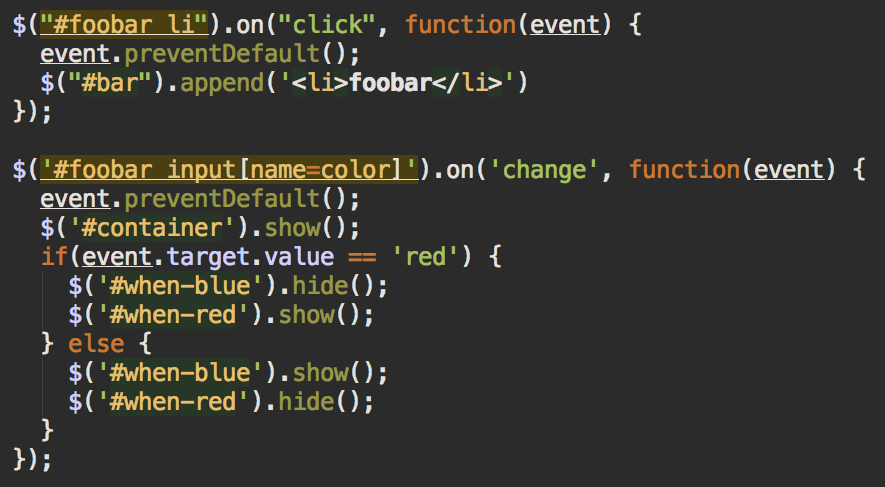 $("#foobar li").on("click", function(event) {
  event.preventDefault();
  $("#bar").append('<li>foobar</li>')
});

$('#foobar input[name=color]').on('change', function(event) {
  event.preventDefault();
  $('#container').show();
  if(event.target.value == 'red') {
    $('#when-blue').hide();
    $('#when-red').show();
  } else {
    $('#when-blue').show();
    $('#when-red').hide();
  }
});